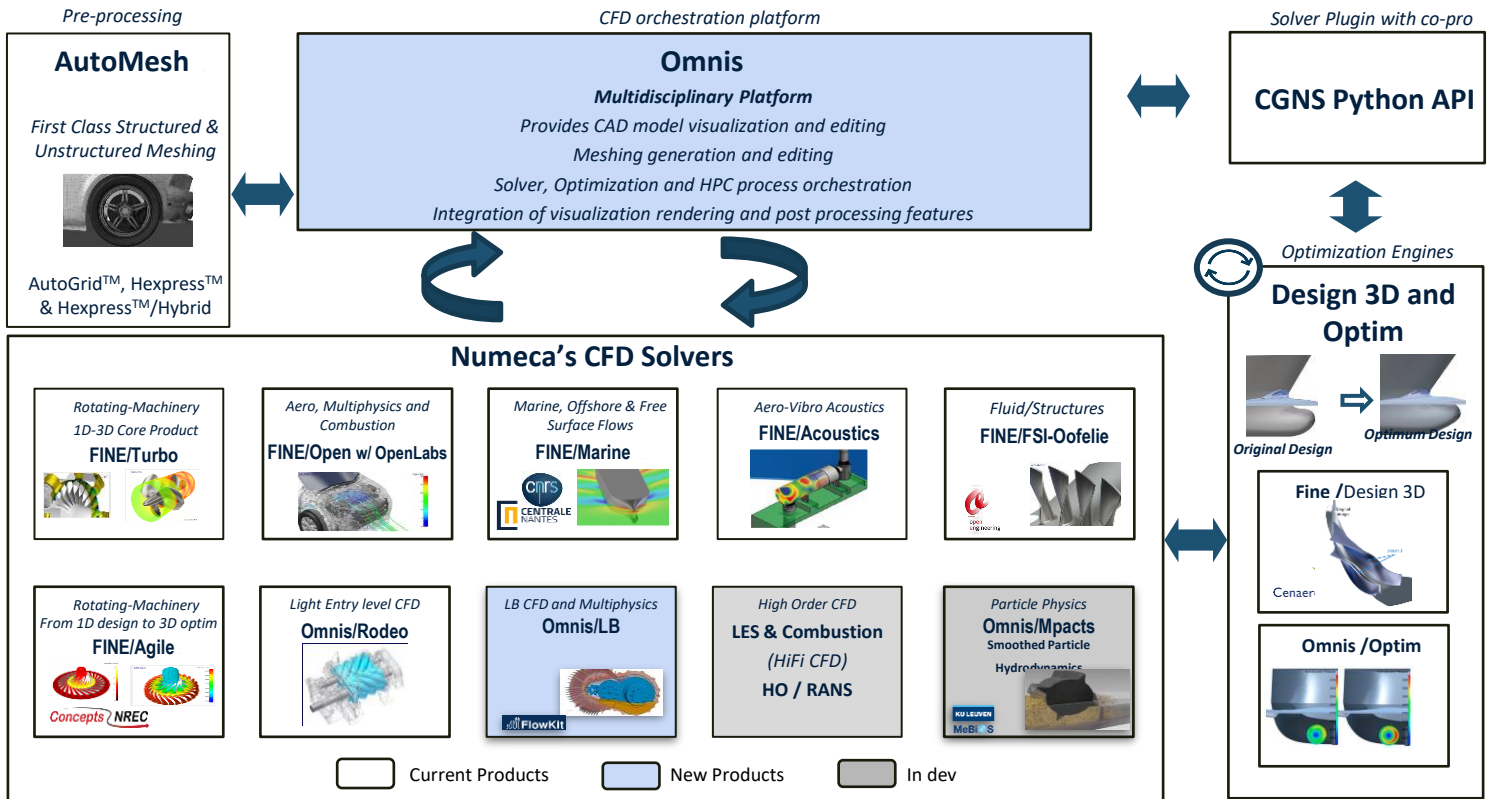 Pre-processing
CFD orchestration platform
Solver Plugin with co-pro
AutoMesh
First Class Structured &
Unstructured Meshing
AutoGrid™, Hexpress™
& Hexpress™/Hybrid
Omnis
Multidisciplinary Platform
Provides CAD model visualization and editing
Meshing generation and editing
Solver, Optimization and HPC process orchestration
Integration of visualization rendering and post processing features
CGNS Python API
Optimization Engines
Design 3D and
Optim
Original Design
Optimum Design
Fine /Design 3D
Cenaero
Omnis /Optim
Numeca's CFD Solvers
Rotating-Machinery
1D-3D Core Product
FINE/Turbo
Aero, Multiphysics and
Combustion
FINE/Open w/ OpenLabs
Marine, Offshore & Free
Surface Flows
FINE/Marine
cnrs
CENTRALE
NANTES
Aero-Vibro Acoustics
FINE/Acoustics
Fluid/Structures
FINE/FSI-Oofelie
open
engineering
Rotating-Machinery
From 1D design to 3D optim
FINE/Agile
Concepts NREC
Light Entry level CFD
Omnis/Rodeo
LB CFD and Multiphysics
Omnis/LB
FlowKit
High Order CFD
LES & Combustion
(HiFi CFD)
HO / RANS
Particle Physics
Omnis/Mpacts
Smoothed Particle
Hydrodynamics
KU LEUVEN
MeBioS
Current Products
New Products
In dev